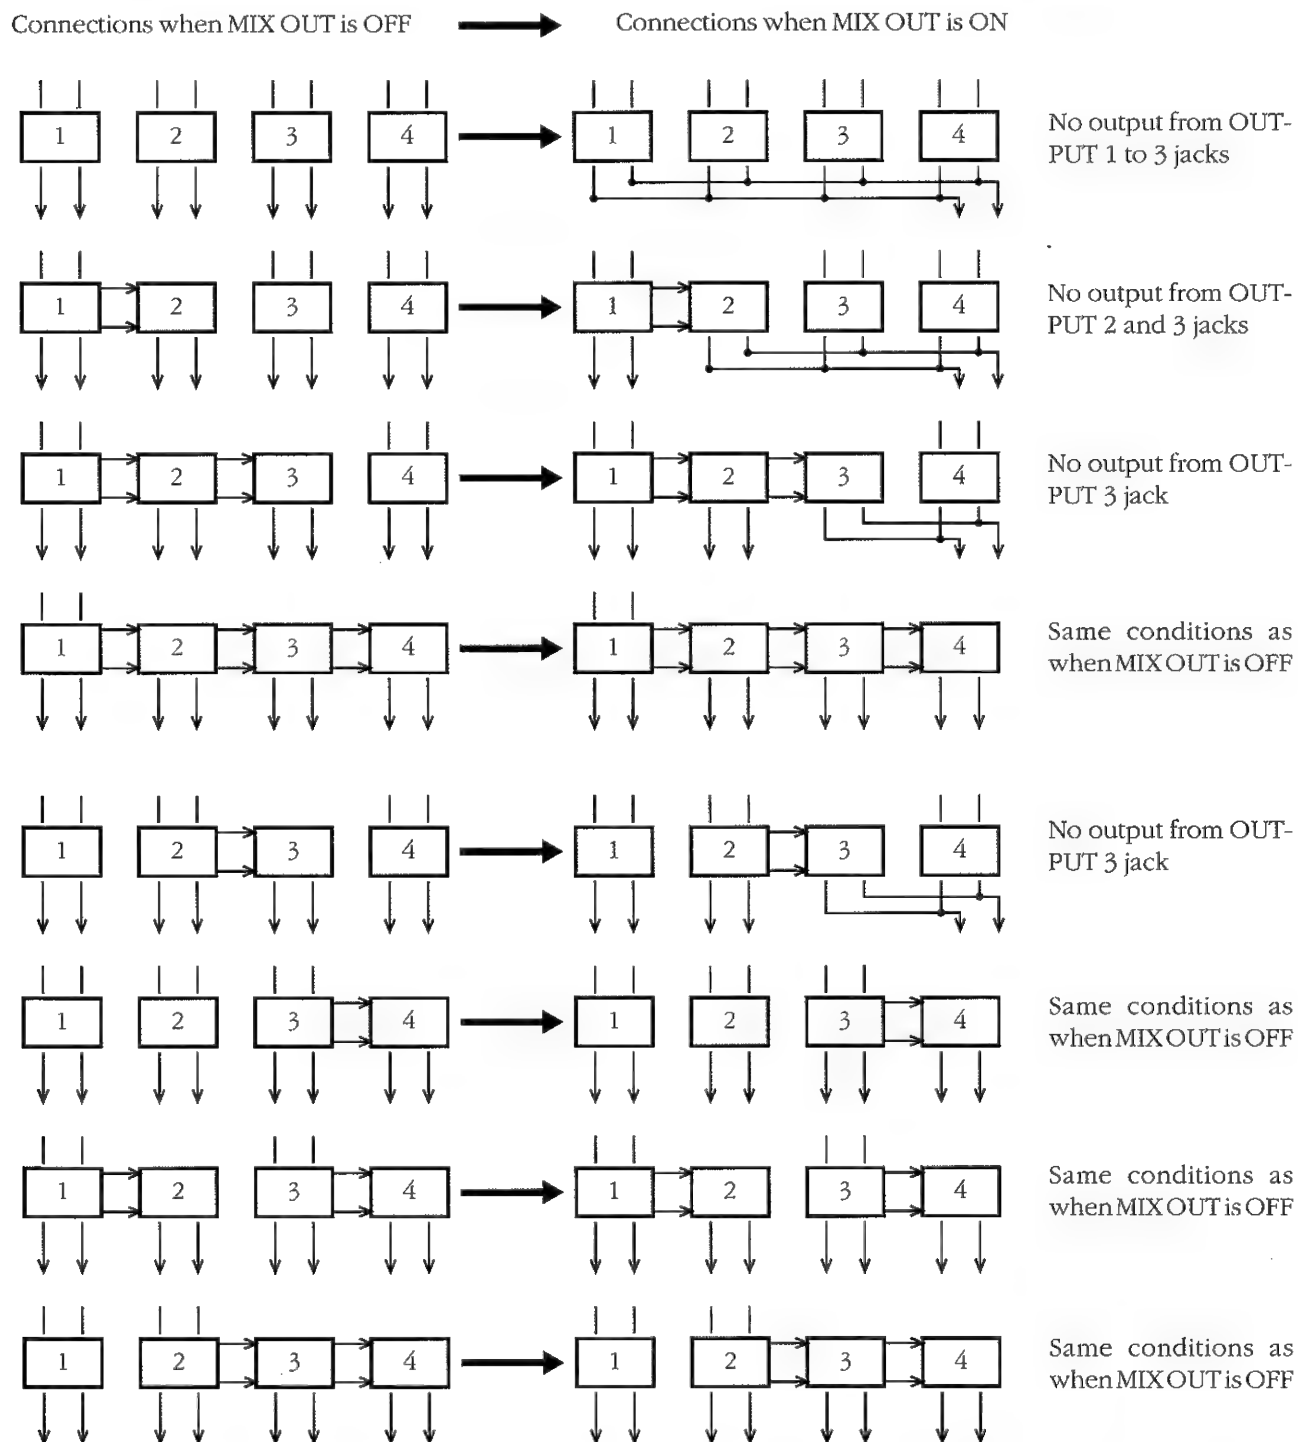 Connections when MIX OUT is OFF Connections when MIX OUT is ON
1 2 3 4 1 2 3 4 No output from OUT-
PUT 1 to 3 jacks
1 2 3 4 1 2 3 4 No output from OUT-
PUT 2 and 3 jacks
1 2 3 4 1 2 3 4 No output from OUT-
PUT 3 jack
1 2 3 4 1 2 3 4 Same conditions as
when MIX OUT is OFF
1 2 3 4 1 2 3 4 No output from OUT-
PUT 3 jack
1 2 3 4 1 2 3 4 Same conditions as
when MIX OUT is OFF
1 2 3 4 1 2 3 4 Same conditions as
when MIX OUT is OFF
1 2 3 4 1 2 3 4 Same conditions as
when MIX OUT is OFF